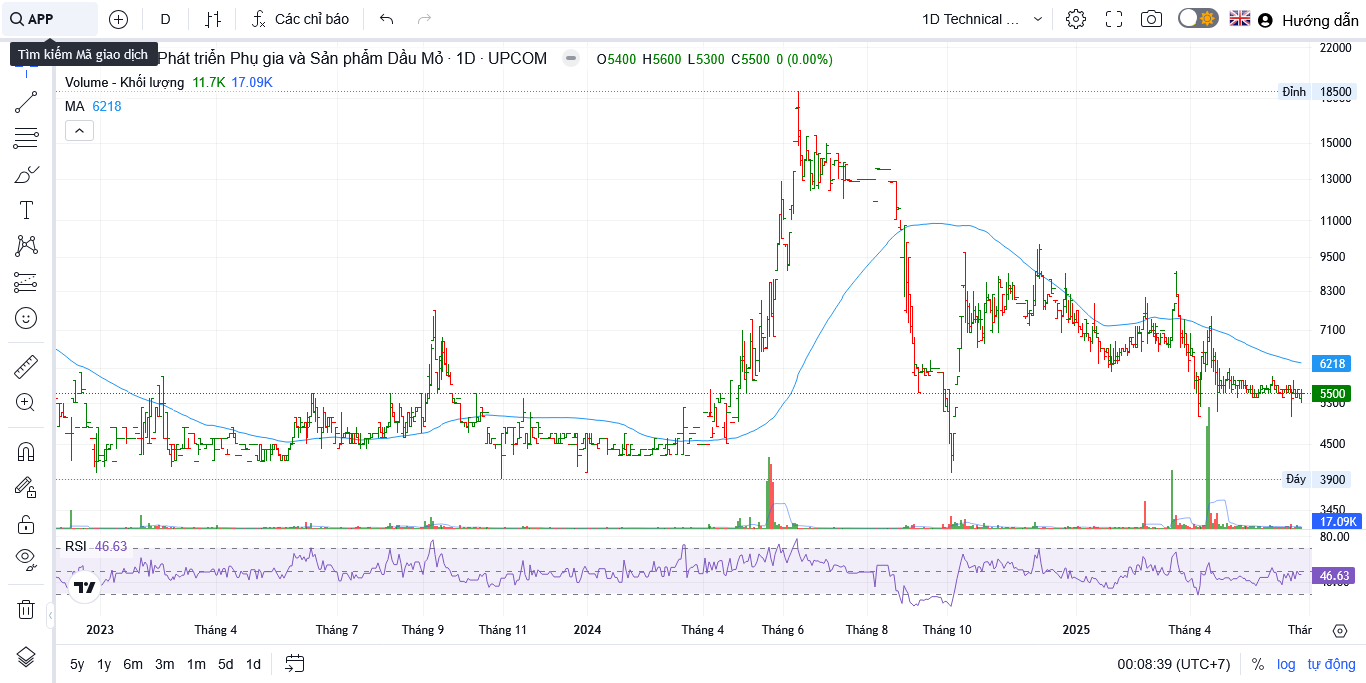 APP
D
Các chỉ báo
1D Technical ...
Hướng dẫn
Tìm kiếm Mã giao dịch
Phát triển Phụ gia và Sản phẩm Dầu Mỏ · 1D · UPCOM
O5400 H5600 L5300 C5500 0 (0.00%)
Volume - Khối lượng 11.7K 17.09K
MA 6218
22000
Đỉnh 18500
15000
13000
11000
9500
8300
7100
6218
5500
5300
4500
Đáy 3900
3450
17.09K
RSI 46.63
80.00
46.63
2023 Tháng 4 Tháng 7 Tháng 9 Tháng 11 2024 Tháng 4 Tháng 6 Tháng 8 Tháng 10 2025 Tháng 4 Thár
5y 1y 6m 3m 1m 5d 1d
00:08:39 (UTC+7) % log tự động